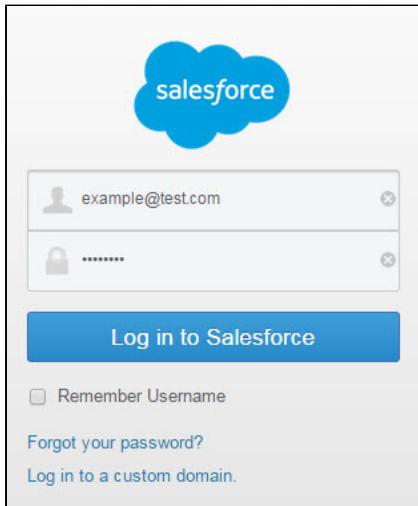 salesforce
example@test.com
••••••••
Log in to Salesforce
Remember Username
Forgot your password?
Log in to a custom domain.